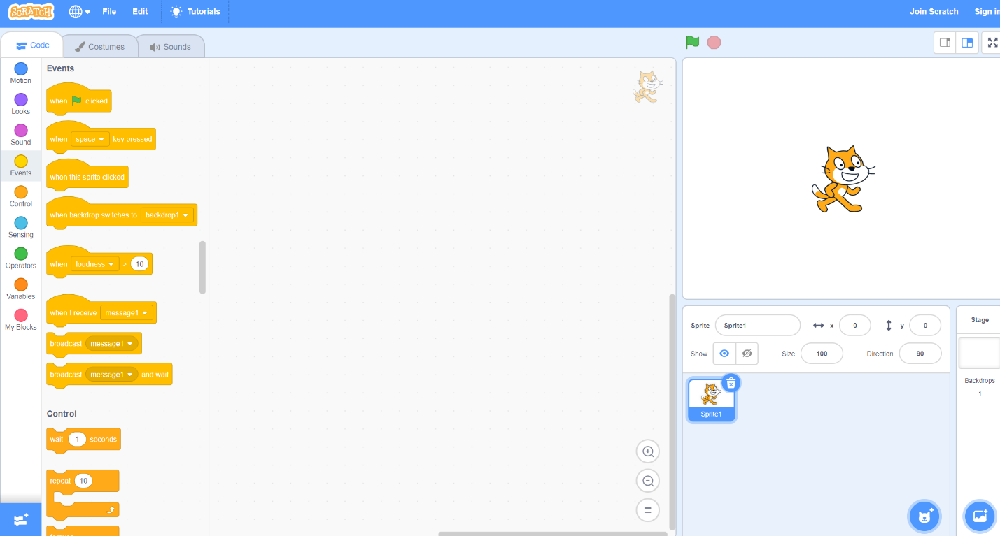 SCRATCH File Edit Tutorials Join Scratch Sign in
Code Costumes Sounds
Motion
Looks
Sound
Events
Control
Sensing
Operators
Variables
My Blocks
Events
when clicked
when space key pressed
when this sprite clicked
when backdrop switches to backdrop1
when loudness > 10
when I receive message1
broadcast message1
broadcast message1 and wait
Control
wait 1 seconds
repeat 10
forever
Sprite Sprite1 x 0 y 0
Show Size 100 Direction 90
Sprite1
Stage
Backdrops
1